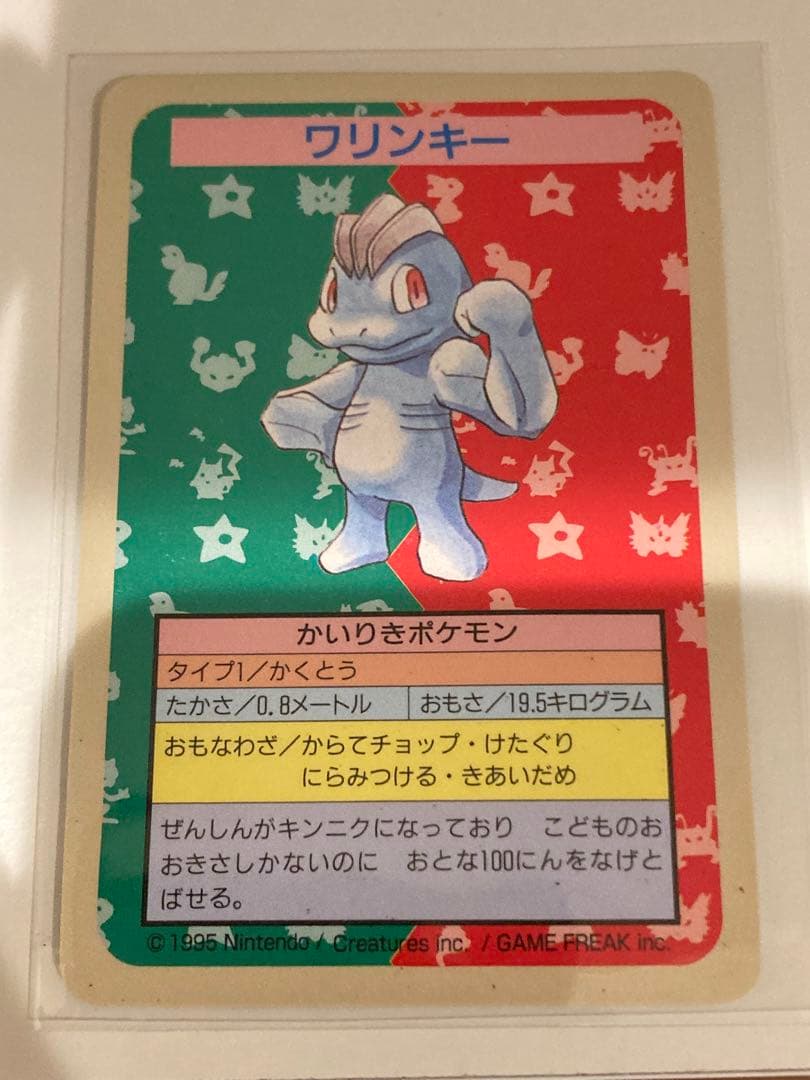 ワリンキー
かいりきポケモン
タイプ1/かくとう
たかさ/0.8メートル おもさ/19.5キログラム
おもなわざ/からてチョップ・けたぐり
にらみつける・きあいだめ
ぜんしんがキンニクになっており こどものお
おきさしかないのに おとな100にんをなげと
ばせる。
© 1995 Nintendo / Creatures inc. / GAME FREAK inc.